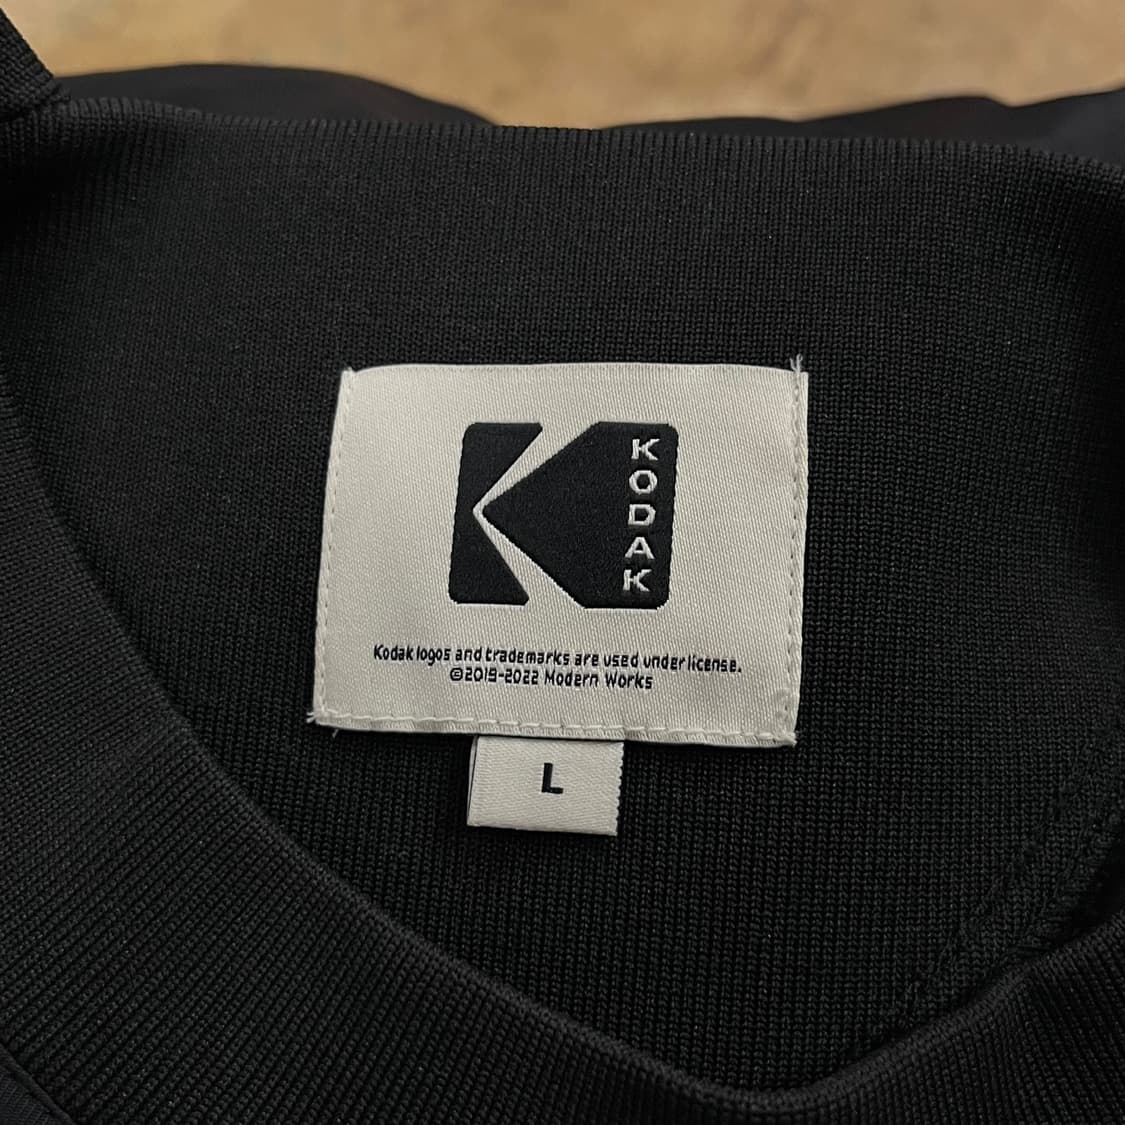 KODAK
Kodak logos and trademarks are used under license.
©2019-2022 Modern Works
L